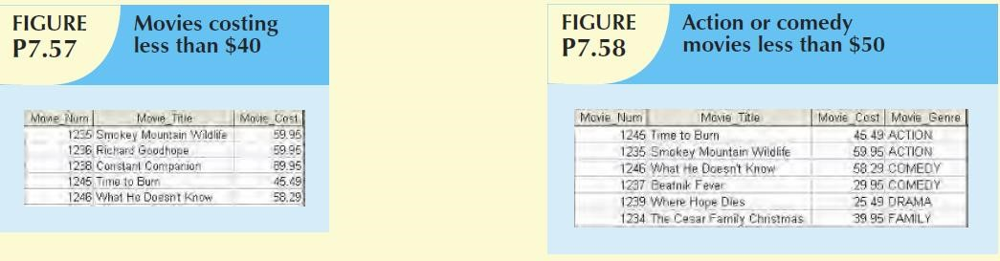 FIGURE
P7.57
Movies costing
less than $40
Movie_Num Movie_Title Movie_Cost
1235 Smokey Mountain Wildlife 59.95
1236 Richard Goodhope 59.95
1238 Constant Companion 89.95
1245 Time to Burn 45.49
1246 What He Doesn't Know 58.29
FIGURE
P7.58
Action or comedy
movies less than $50
Movie_Num Movie_Title Movie_Cost Movie_Genre
1245 Time to Burn 45.49 ACTION
1235 Smokey Mountain Wildlife 59.95 ACTION
1246 What He Doesn't Know 58.29 COMEDY
1237 Beatnik Fever 29.95 COMEDY
1239 Where Hope Dies 25.49 DRAMA
1234 The Cesar Family Christmas 39.95 FAMILY